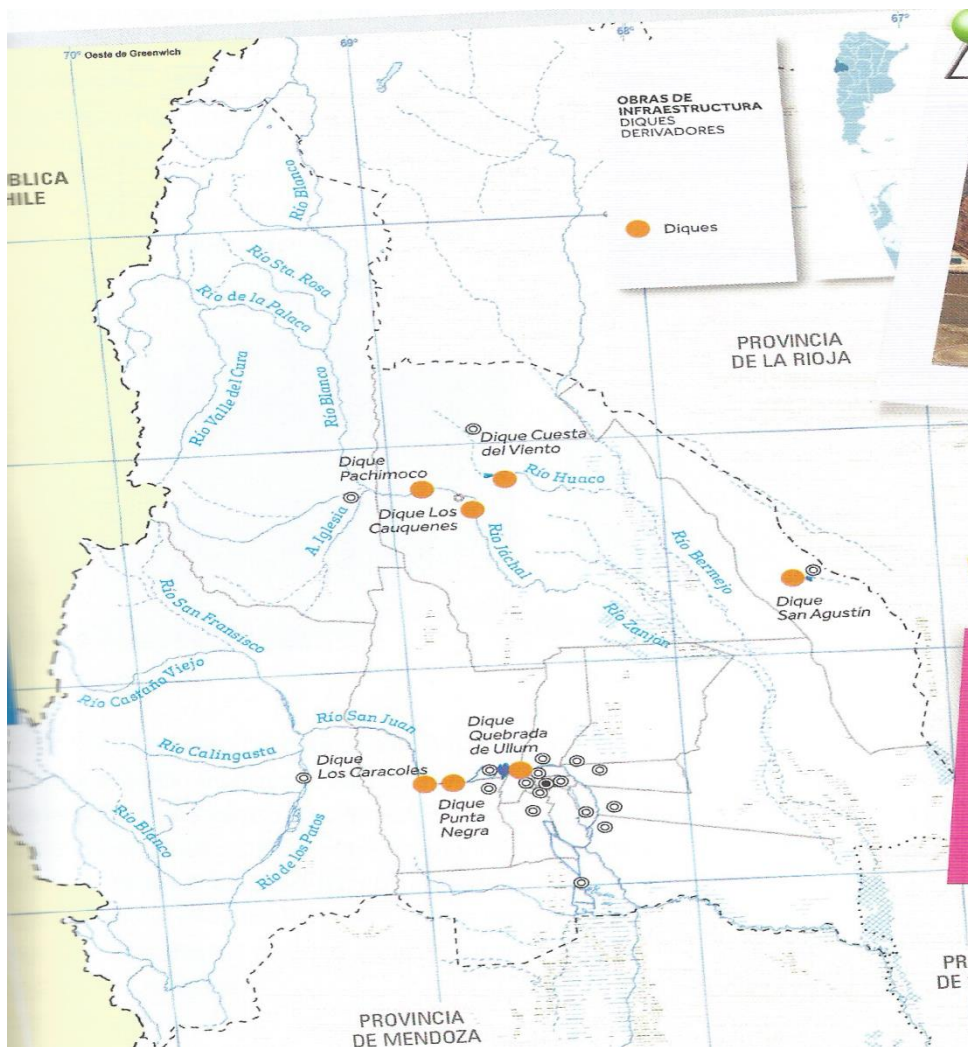 70° Oeste de Greenwich
69°
68°
67°
OBRAS DE
INFRAESTRUCTURA
DIQUES
DERIVADORES
Diques
BLICA
HILE
Río Blanco
Río Sta. Rosa
Río de la Palaca
Río Valle del Cura
Río Blanco
PROVINCIA
DE LA RIOJA
Dique Cuesta
del Viento
Dique
Pachimoco
Río Huaco
Dique Los
Cauquenes
A. Iglesia
Río Jáchal
Río Bermejo
Dique
San Agustín
Río San Fransisco
Río Zanjón
Río Castaño Viejo
Río San Juan
Dique
Quebrada
de Ullum
Río Calingasta
Dique
Los Caracoles
Dique
Punta
Negra
Río Blanco
Río de los Patos
PROVINCIA
DE MENDOZA
PR
DE